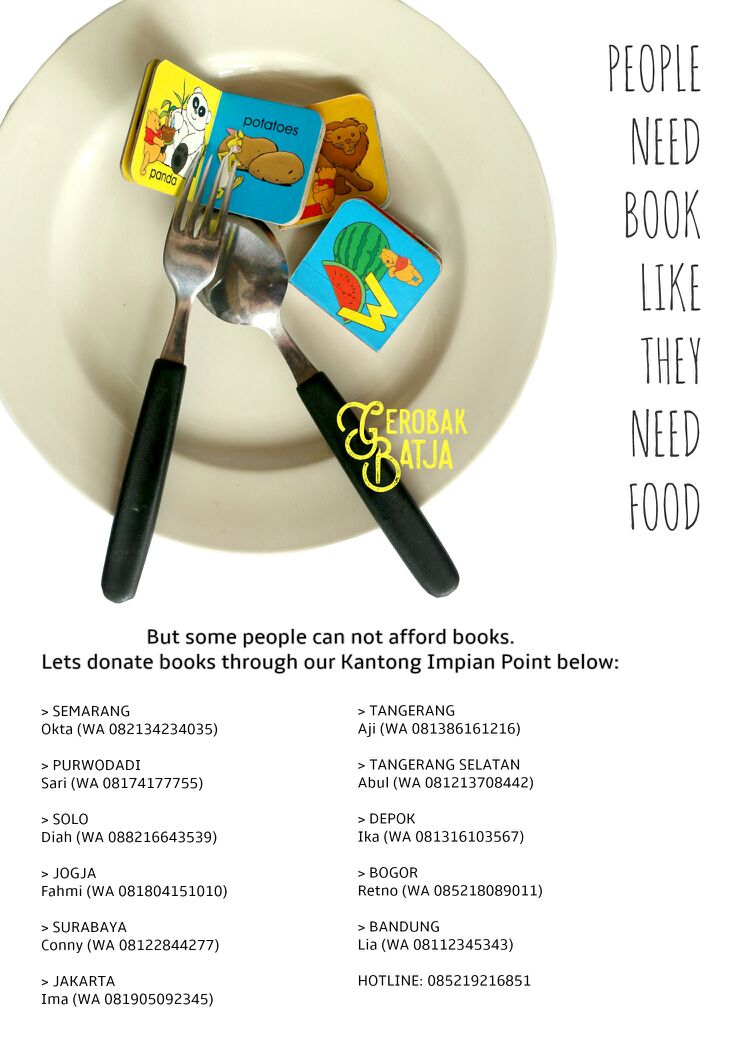 PEOPLE
NEED
BOOK
LIKE
THEY
NEED
FOOD
potatoes
panda
W
GEROBAK
BATJA
But some people can not afford books.
Lets donate books through our Kantong Impian Point below:
> SEMARANG
Okta (WA 082134234035)
> PURWODADI
Sari (WA 08174177755)
> SOLO
Diah (WA 088216643539)
> JOGJA
Fahmi (WA 081804151010)
> SURABAYA
Conny (WA 08122844277)
> JAKARTA
Ima (WA 081905092345)
> TANGERANG
Aji (WA 081386161216)
> TANGERANG SELATAN
Abul (WA 081213708442)
> DEPOK
Ika (WA 081316103567)
> BOGOR
Retno (WA 085218089011)
> BANDUNG
Lia (WA 08112345343)
HOTLINE: 085219216851